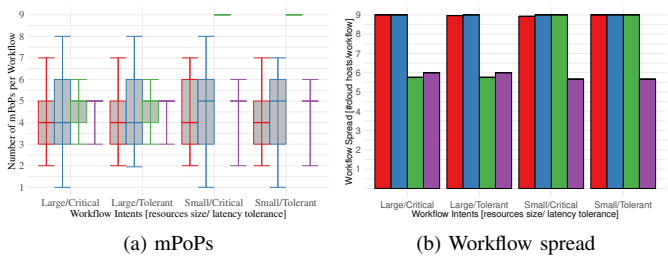 Number of mPoPs per Workflow
9
8
7
6
5
4
3
2
1
Large/Critical Large/Tolerant Small/Critical Small/Tolerant
Workflow Intents [resources size/ latency tolerance]
(a) mPoPs
Workflow Spread [#cloud hosts/workflow]
9
8
7
6
5
4
3
2
1
Large/Critical Large/Tolerant Small/Critical Small/Tolerant
Workflow Intents [resources size/ latency tolerance]
(b) Workflow spread